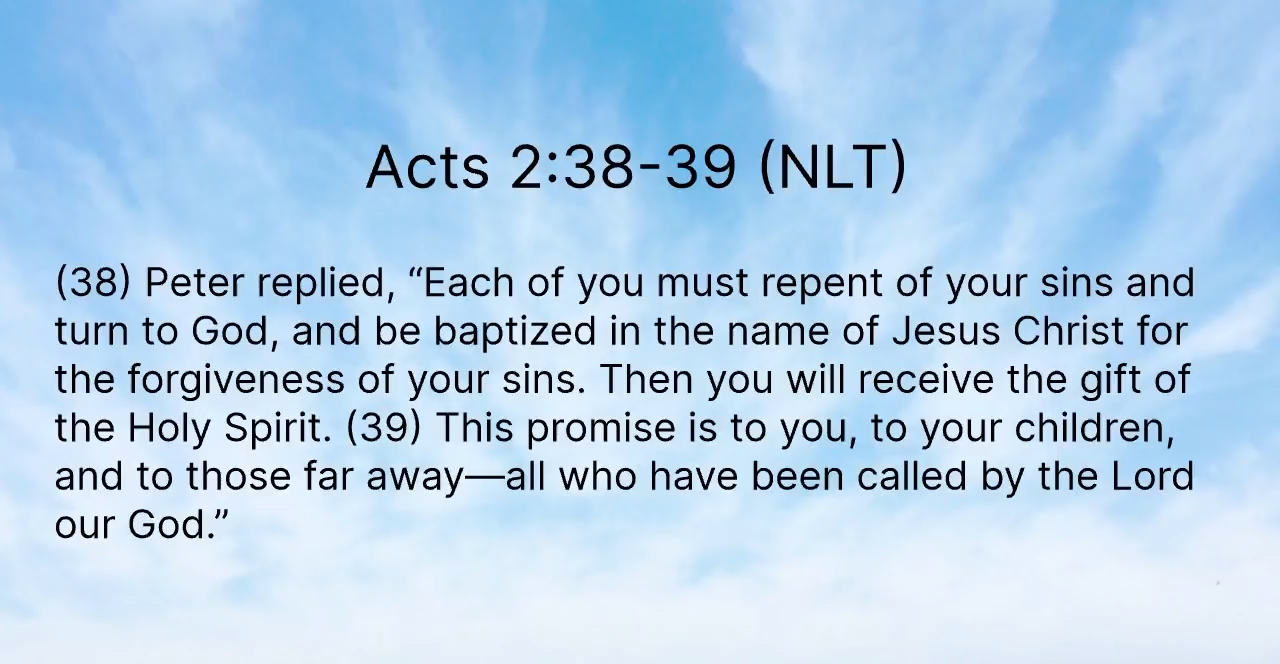 Acts 2:38-39 (NLT)
(38) Peter replied, “Each of you must repent of your sins and
turn to God, and be baptized in the name of Jesus Christ for
the forgiveness of your sins. Then you will receive the gift of
the Holy Spirit. (39) This promise is to you, to your children,
and to those far away—all who have been called by the Lord
our God.”